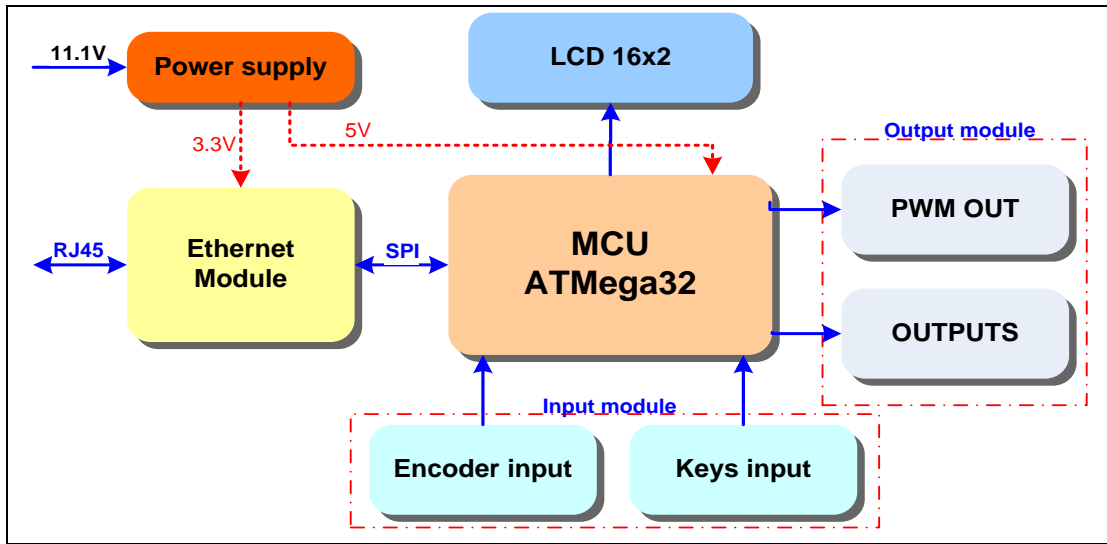 11.1V
Power supply
LCD 16x2
3.3V
5V
Output module
PWM OUT
RJ45
Ethernet
Module
SPI
MCU
ATMega32
OUTPUTS
Input module
Encoder input
Keys input